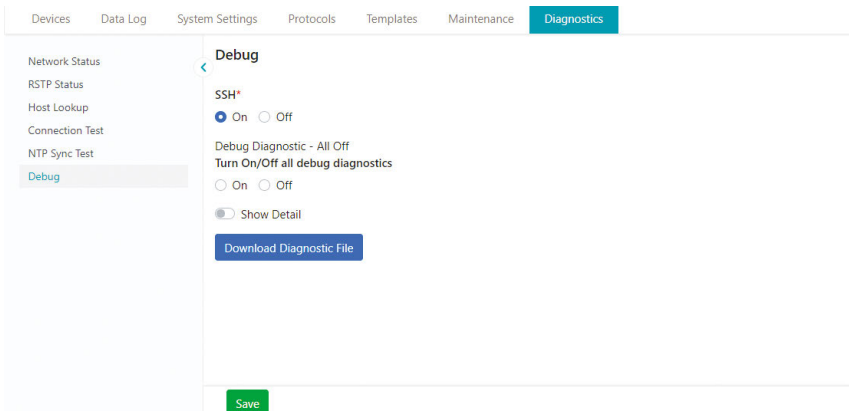 Devices Data Log System Settings Protocols Templates Maintenance Diagnostics
Network Status
RSTP Status
Host Lookup
Connection Test
NTP Sync Test
Debug
Debug
SSH*
On Off
Debug Diagnostic - All Off
Turn On/Off all debug diagnostics
On Off
Show Detail
Download Diagnostic File
Save